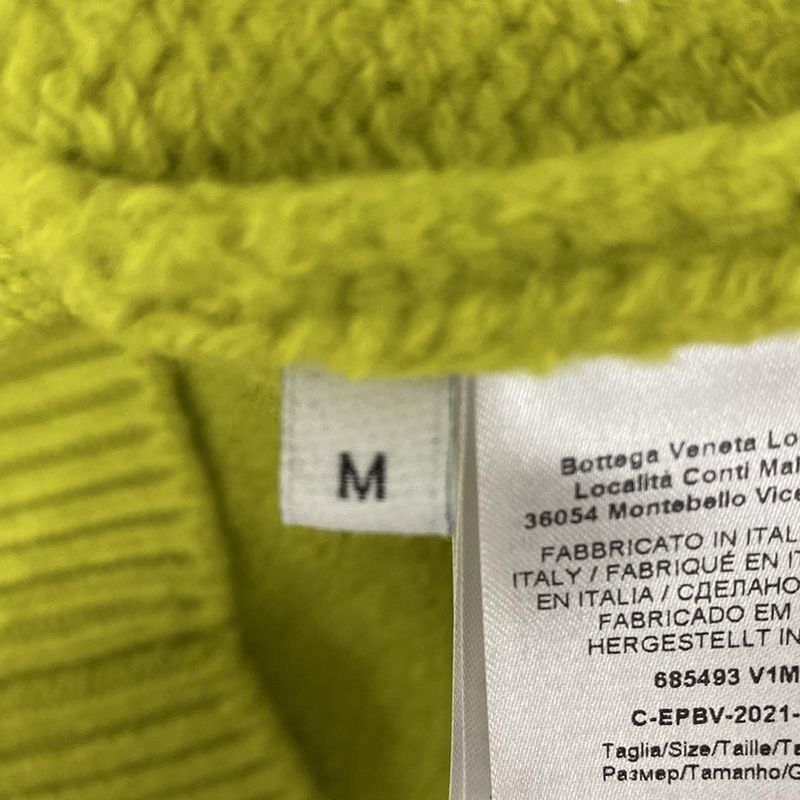 M
Bottega Veneta Lo
Località Conti Mal
36054 Montebello Vice
FABBRICATO IN ITAL
ITALY / FABRIQUÉ EN IT
EN ITALIA / СДЕЛАНО
FABRICADO EM
HERGESTELLT IN
685493 V1M
C-EPBV-2021-
Taglia/Size/Taille/Ta
Размер/Tamanho/G